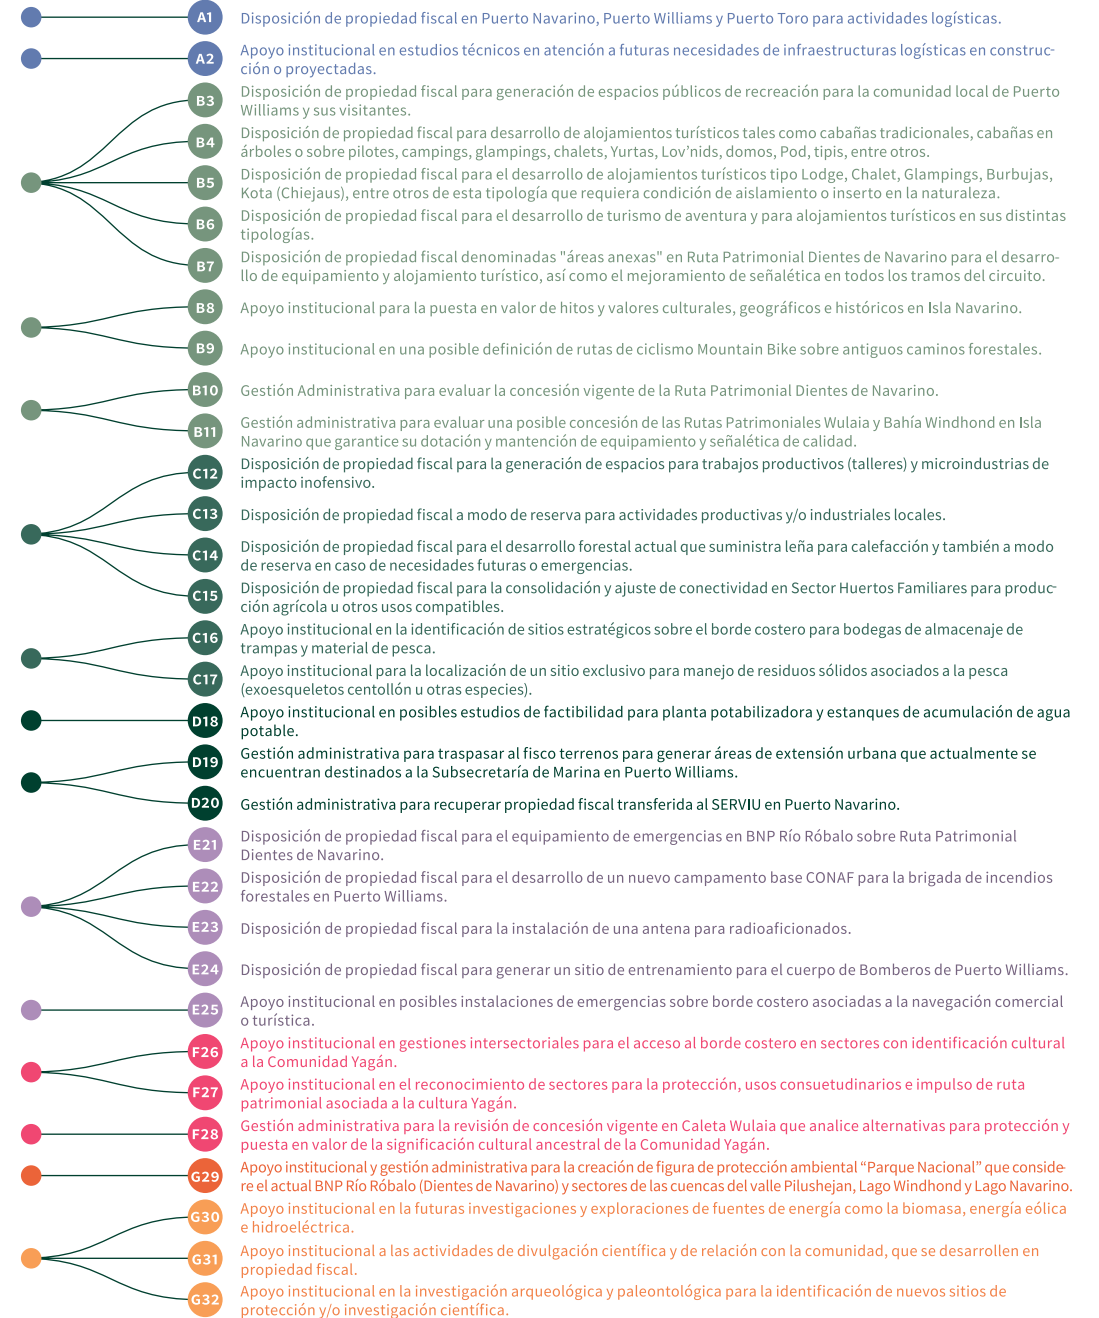 A1 Disposición de propiedad fiscal en Puerto Navarino, Puerto Williams y Puerto Toro para actividades logísticas.
A2 Apoyo institucional en estudios técnicos en atención a futuras necesidades de infraestructuras logísticas en construc-
ción o proyectadas.
B3 Disposición de propiedad fiscal para generación de espacios públicos de recreación para la comunidad local de Puerto
Williams y sus visitantes.
B4 Disposición de propiedad fiscal para desarrollo de alojamientos turísticos tales como cabañas tradicionales, cabañas en
árboles o sobre pilotes, campings, glampings, chalets, Yurtas, Lov’nids, domos, Pod, tipis, entre otros.
B5 Disposición de propiedad fiscal para el desarrollo de alojamientos turísticos tipo Lodge, Chalet, Glampings, Burbujas,
Kota (Chiejaus), entre otros de esta tipología que requiera condición de aislamiento o inserto en la naturaleza.
B6 Disposición de propiedad fiscal para el desarrollo de turismo de aventura y para alojamientos turísticos en sus distintas
tipologías.
B7 Disposición de propiedad fiscal denominadas "áreas anexas" en Ruta Patrimonial Dientes de Navarino para el desarro-
llo de equipamiento y alojamiento turístico, así como el mejoramiento de señalética en todos los tramos del circuito.
B8 Apoyo institucional para la puesta en valor de hitos y valores culturales, geográficos e históricos en Isla Navarino.
B9 Apoyo institucional en una posible definición de rutas de ciclismo Mountain Bike sobre antiguos caminos forestales.
B10 Gestión Administrativa para evaluar la concesión vigente de la Ruta Patrimonial Dientes de Navarino.
B11 Gestión administrativa para evaluar una posible concesión de las Rutas Patrimoniales Wulaia y Bahía Windhond en Isla
Navarino que garantice su dotación y mantención de equipamiento y señalética de calidad.
C12 Disposición de propiedad fiscal para la generación de espacios para trabajos productivos (talleres) y microindustrias de
impacto inofensivo.
C13 Disposición de propiedad fiscal a modo de reserva para actividades productivas y/o industriales locales.
C14 Disposición de propiedad fiscal para el desarrollo forestal actual que suministra leña para calefacción y también a modo
de reserva en caso de necesidades futuras o emergencias.
C15 Disposición de propiedad fiscal para la consolidación y ajuste de conectividad en Sector Huertos Familiares para produc-
ción agrícola u otros usos compatibles.
C16 Apoyo institucional en la identificación de sitios estratégicos sobre el borde costero para bodegas de almacenaje de
trampas y material de pesca.
C17 Apoyo institucional para la localización de un sitio exclusivo para manejo de residuos sólidos asociados a la pesca
(exoesqueletos centollón u otras especies).
D18 Apoyo institucional en posibles estudios de factibilidad para planta potabilizadora y estanques de acumulación de agua
potable.
D19 Gestión administrativa para traspasar al fisco terrenos para generar áreas de extensión urbana que actualmente se
encuentran destinados a la Subsecretaría de Marina en Puerto Williams.
D20 Gestión administrativa para recuperar propiedad fiscal transferida al SERVIU en Puerto Navarino.
E21 Disposición de propiedad fiscal para el equipamiento de emergencias en BNP Río Róbalo sobre Ruta Patrimonial
Dientes de Navarino.
E22 Disposición de propiedad fiscal para el desarrollo de un nuevo campamento base CONAF para la brigada de incendios
forestales en Puerto Williams.
E23 Disposición de propiedad fiscal para la instalación de una antena para radioaficionados.
E24 Disposición de propiedad fiscal para generar un sitio de entrenamiento para el cuerpo de Bomberos de Puerto Williams.
E25 Apoyo institucional en posibles instalaciones de emergencias sobre borde costero asociadas a la navegación comercial
o turística.
F26 Apoyo institucional en gestiones intersectoriales para el acceso al borde costero en sectores con identificación cultural
a la Comunidad Yagán.
F27 Apoyo institucional en el reconocimiento de sectores para la protección, usos consuetudinarios e impulso de ruta
patrimonial asociada a la cultura Yagán.
F28 Gestión administrativa para la revisión de concesión vigente en Caleta Wulaia que analice alternativas para protección y
puesta en valor de la significación cultural ancestral de la Comunidad Yagán.
G29 Apoyo institucional y gestión administrativa para la creación de figura de protección ambiental “Parque Nacional” que conside-
re el actual BNP Río Róbalo (Dientes de Navarino) y sectores de las cuencas del valle Pilushejan, Lago Windhond y Lago Navarino.
G30 Apoyo institucional en la futuras investigaciones y exploraciones de fuentes de energía como la biomasa, energía eólica
e hidroeléctrica.
G31 Apoyo institucional a las actividades de divulgación científica y de relación con la comunidad, que se desarrollen en
propiedad fiscal.
G32 Apoyo institucional en la investigación arqueológica y paleontológica para la identificación de nuevos sitios de
protección y/o investigación científica.